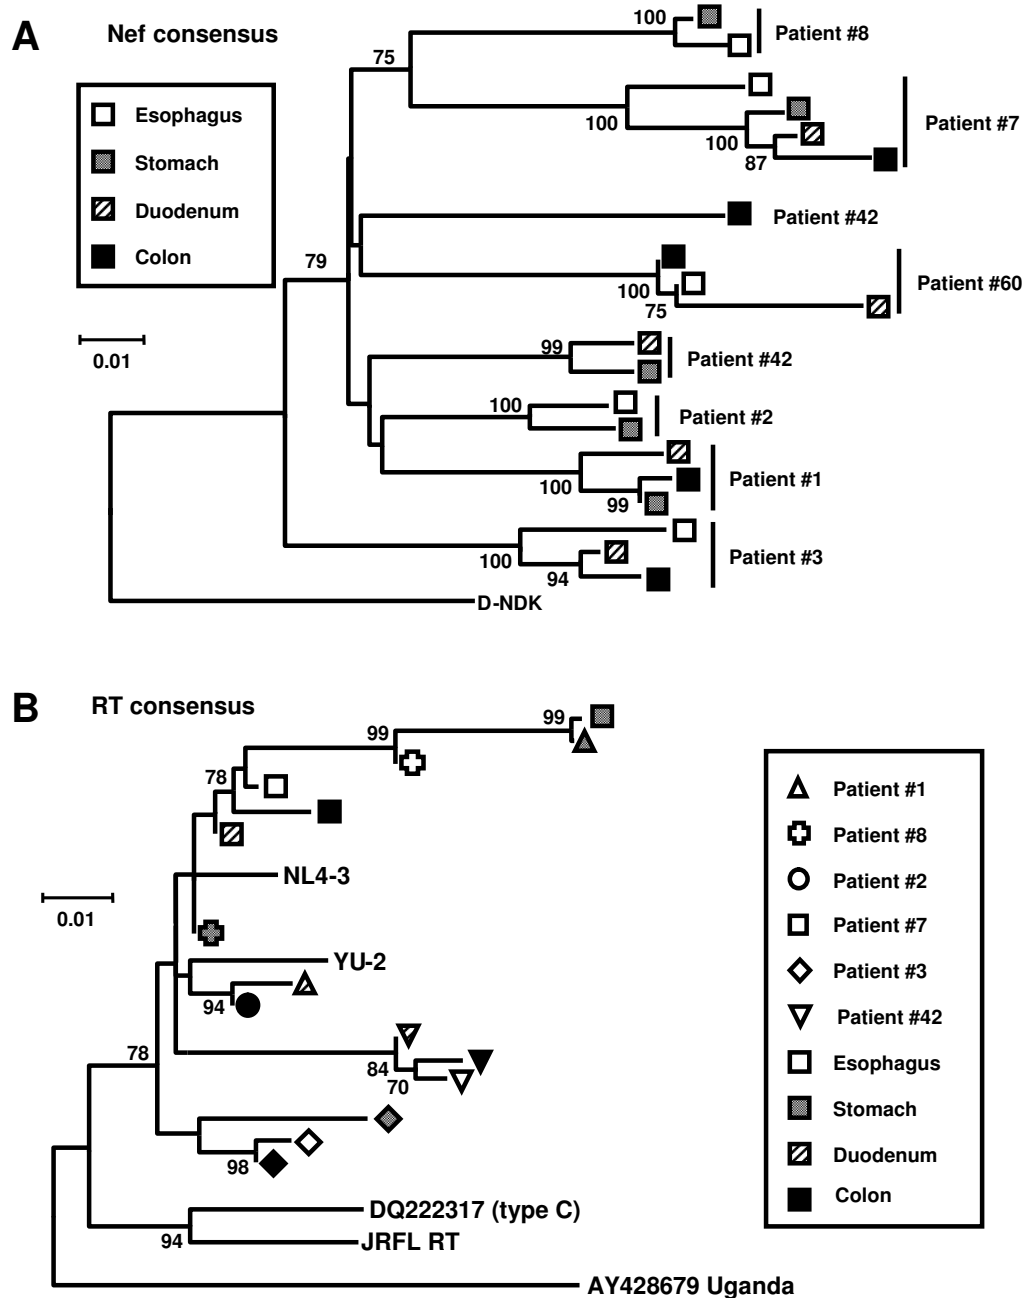 A
Nef consensus
Esophagus
Stomach
Duodenum
Colon
0.01
100
Patient #8
75
100
100
87
Patient #7
Patient #42
79
100
75
Patient #60
99
Patient #42
100
Patient #2
100
99
Patient #1
100
94
Patient #3
D-NDK
B
RT consensus
99
99
78
NL4-3
0.01
YU-2
94
78
84
70
98
DQ222317 (type C)
94
JRFL RT
AY428679 Uganda
Patient #1
Patient #8
Patient #2
Patient #7
Patient #3
Patient #42
Esophagus
Stomach
Duodenum
Colon